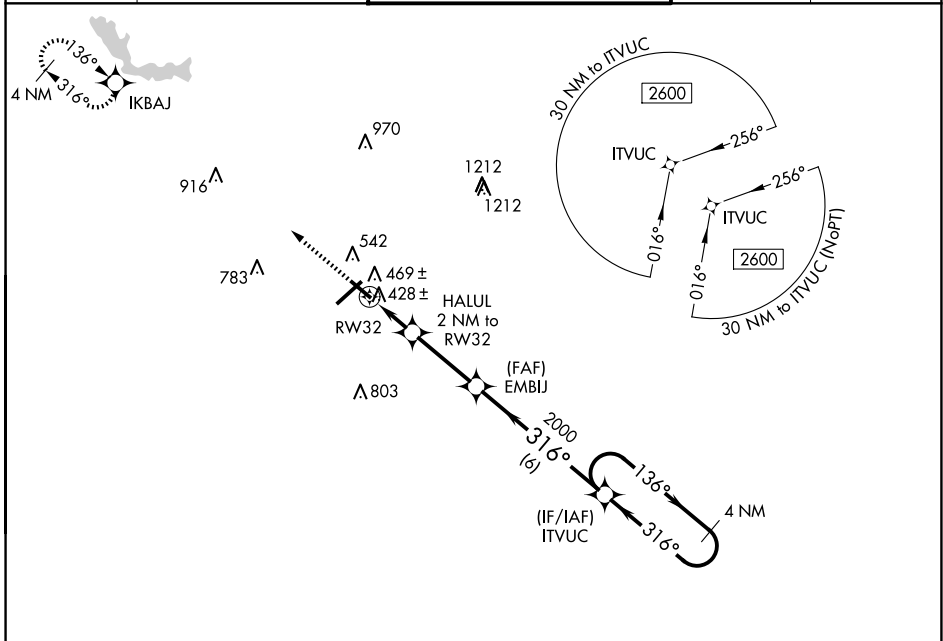 136°
316°
4 NM
IKBAJ
970
916
1212
1212
542
783
469 ±
428 ±
RW32
HALUL
2 NM to
RW32
803
(FAF)
EMBIJ
2000
316°
(6)
(IF/IAF)
ITVUC
136°
316°
4 NM
30 NM to ITVUC
2600
ITVUC
256°
016°
256°
ITVUC
2600
016°
30 NM to ITVUC (NoPT)